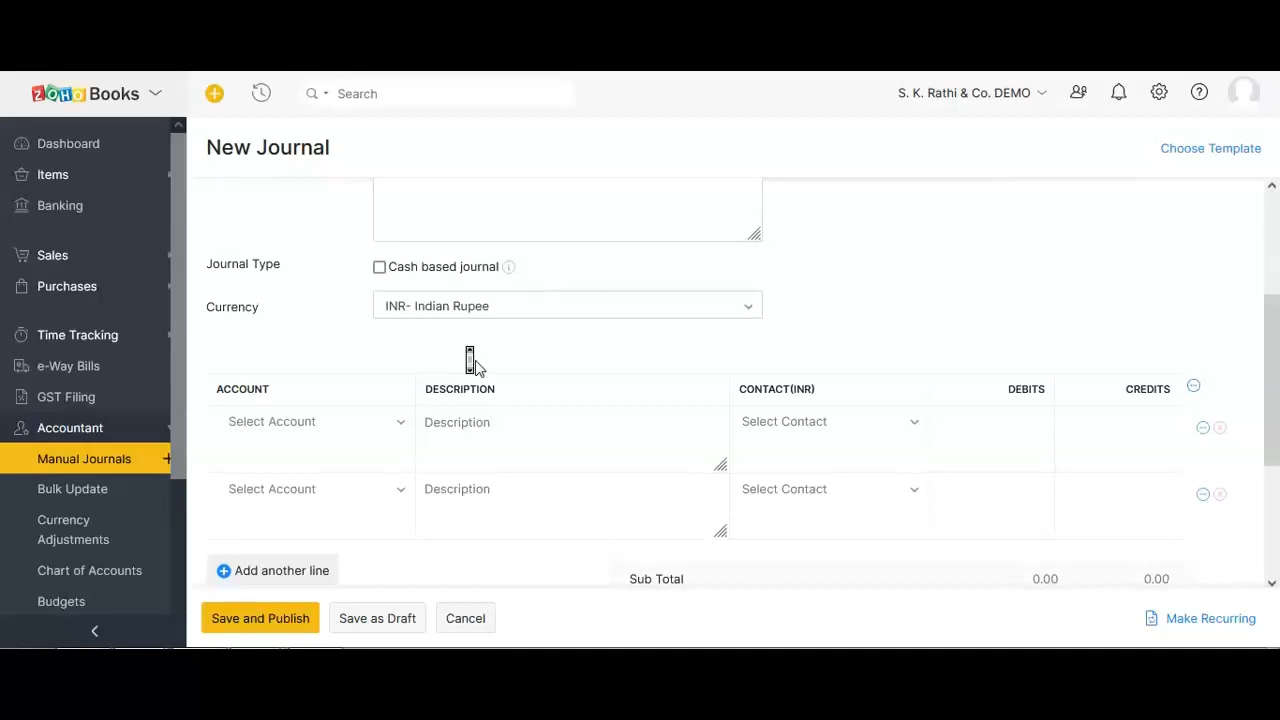 ZOHO Books
Search
S. K. Rathi & Co. DEMO
Dashboard
Items
Banking
Sales
Purchases
Time Tracking
e-Way Bills
GST Filing
Accountant
Manual Journals +
Bulk Update
Currency
Adjustments
Chart of Accounts
Budgets
New Journal
Choose Template
Journal Type
Cash based journal
Currency
INR- Indian Rupee
ACCOUNT DESCRIPTION CONTACT(INR) DEBITS CREDITS
Select Account Description Select Contact
Select Account Description Select Contact
Add another line
Sub Total 0.00 0.00
Save and Publish Save as Draft Cancel Make Recurring